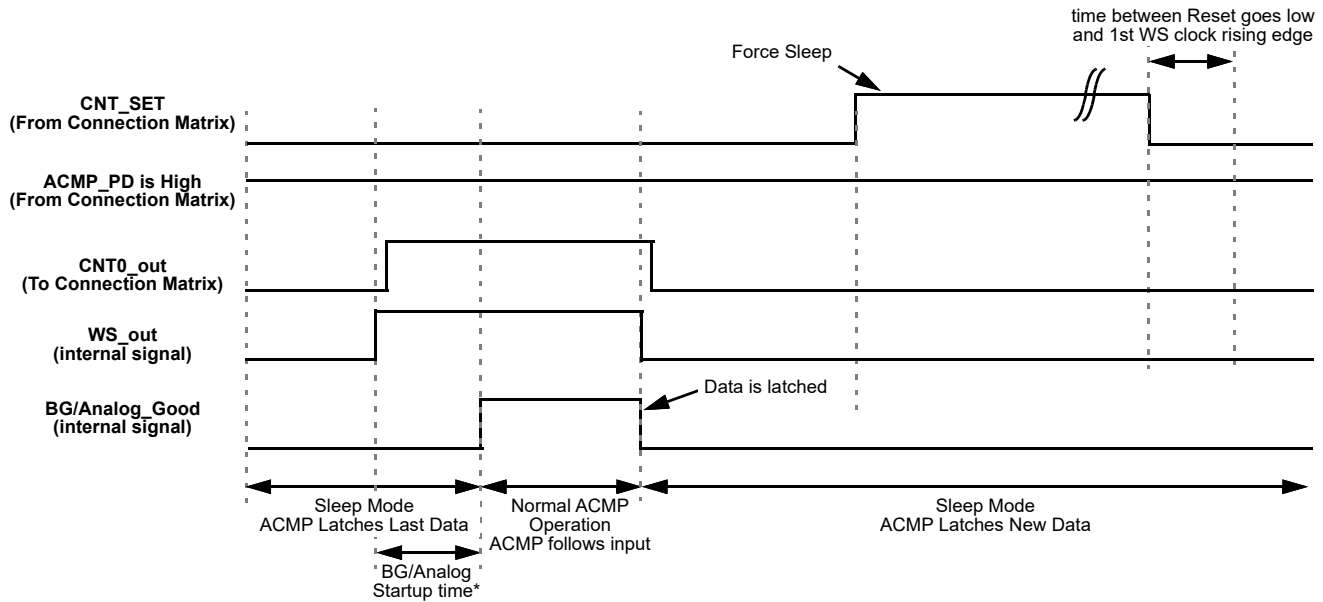 time between Reset goes low
and 1st WS clock rising edge
Force Sleep
CNT_SET
(From Connection Matrix)
ACMP_PD is High
(From Connection Matrix)
CNT0_out
(To Connection Matrix)
WS_out
(internal signal)
Data is latched
BG/Analog_Good
(internal signal)
Sleep Mode
ACMP Latches Last Data
Normal ACMP
Operation
ACMP follows input
Sleep Mode
ACMP Latches New Data
BG/Analog
Startup time*